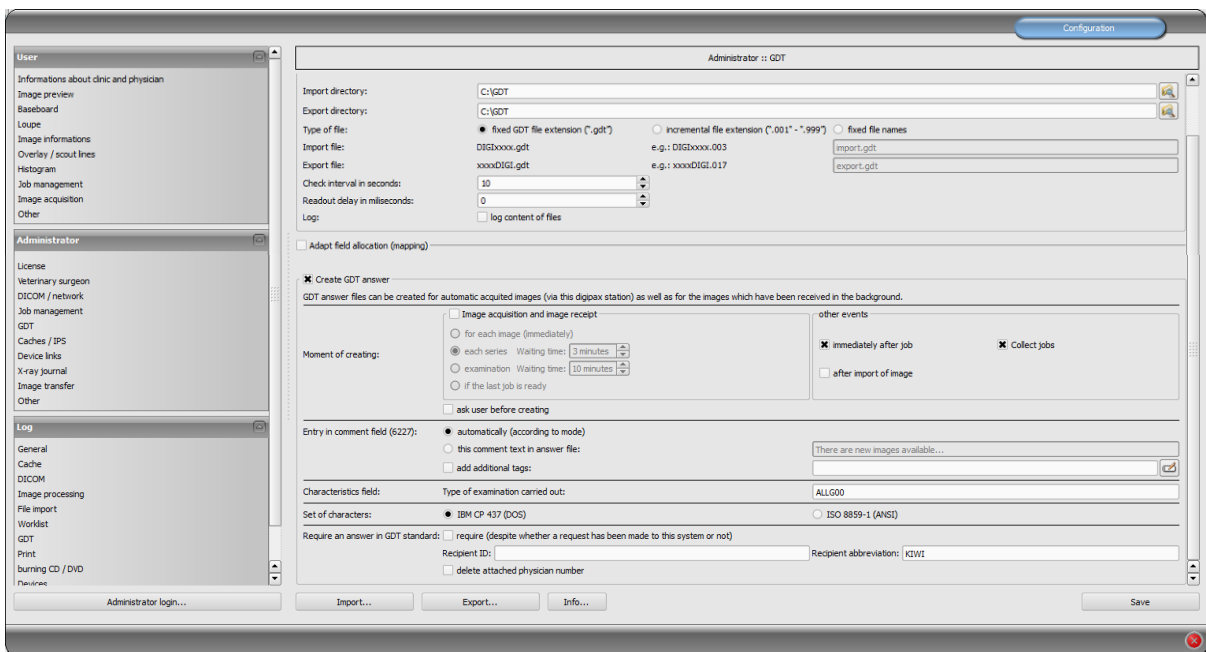 Configuration
User
Informations about clinic and physician
Image preview
Baseboard
Loupe
Image informations
Overlay / scout lines
Histogram
Job management
Image acquisition
Other
Administrator
License
Veterinary surgeon
DICOM / network
Job management
GDT
Caches / IPS
Device links
X-ray journal
Image transfer
Other
Log
General
Cache
DICOM
Image processing
File import
Worklist
GDT
Print
burning CD / DVD
Devices
Administrator login...
Administrator :: GDT
Import directory: C:\GDT
Export directory: C:\GDT
Type of file: fixed GDT file extension (".gdt") incremental file extension (".001" - ".999") fixed file names
Import file: DIGIxxxx.gdt e.g.: DIGIxxxx.003 import.gdt
Export file: xxxxDIGI.gdt e.g.: xxxxDIGI.017 export.gdt
Check interval in seconds: 10
Readout delay in miliseconds: 0
Log: log content of files
Adapt field allocation (mapping)
Create GDT answer
GDT answer files can be created for automatic acquited images (via this digipax station) as well as for the images which have been received in the background.
Moment of creating:
Image acquisition and image receipt
for each image (immediately)
each series Waiting time: 3 minutes
examination Waiting time: 10 minutes
if the last job is ready
other events
immediately after job Collect jobs
after import of image
ask user before creating
Entry in comment field (6227): automatically (according to mode)
this comment text in answer file: There are new images available...
add additional tags:
Characteristics field: Type of examination carried out: ALLG00
Set of characters: IBM CP 437 (DOS) ISO 8859-1 (ANSI)
Require an answer in GDT standard: require (despite whether a request has been made to this system or not)
Recipient ID: Recipient abbreviation: KIWI
delete attached physician number
Import... Export... Info... Save